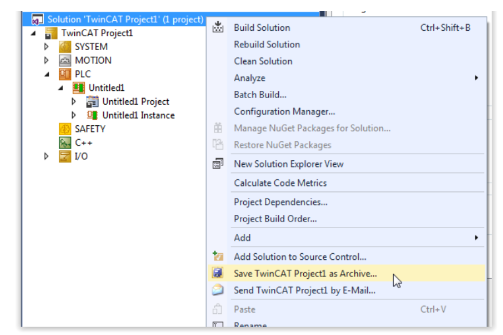 Solution 'TwinCAT Project1' (1 project)
TwinCAT Project1
SYSTEM
MOTION
PLC
Untitled1
Untitled1 Project
Untitled1 Instance
SAFETY
C++
I/O
Build Solution Ctrl+Shift+B
Rebuild Solution
Clean Solution
Analyze
Batch Build...
Configuration Manager...
Manage NuGet Packages for Solution...
Restore NuGet Packages
New Solution Explorer View
Calculate Code Metrics
Project Dependencies...
Project Build Order...
Add
Add Solution to Source Control...
Save TwinCAT Project1 as Archive...
Send TwinCAT Project1 by E-Mail...
Paste Ctrl+V
Rename